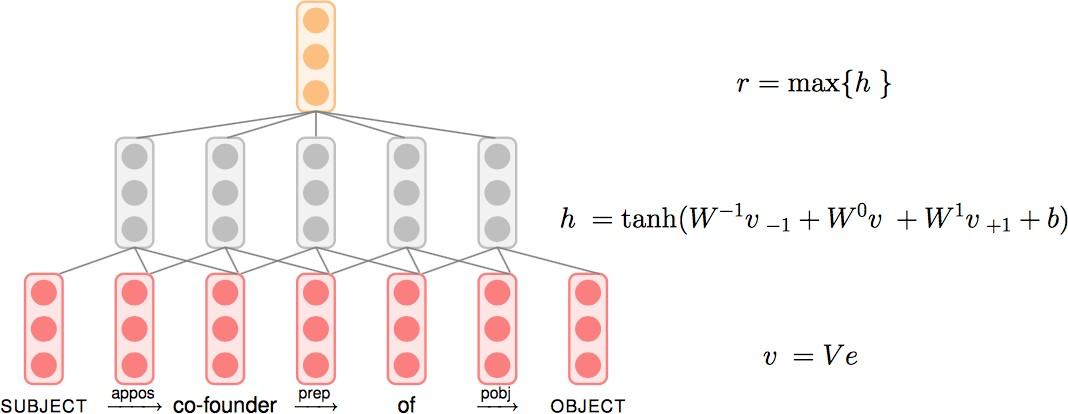 r = max{h }
h = tanh(W⁻¹v ₋₁ + W⁰v + W¹v ₊₁ + b)
v = Ve
SUBJECT appos co-founder prep of pobj OBJECT